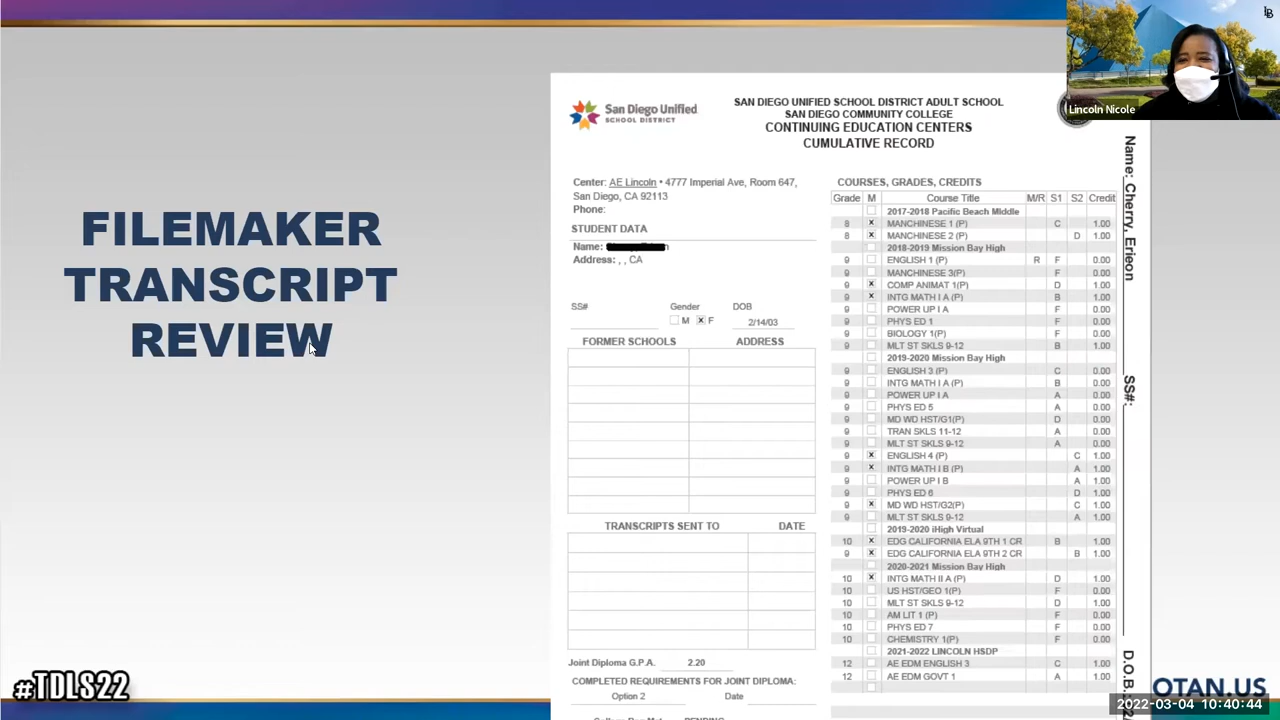 FILEMAKER
TRANSCRIPT
REVIEW
#TDLS22
San Diego Unified
SCHOOL DISTRICT
SAN DIEGO UNIFIED SCHOOL DISTRICT ADULT SCHOOL
SAN DIEGO COMMUNITY COLLEGE
CONTINUING EDUCATION CENTERS
CUMULATIVE RECORD
Center: AE Lincoln • 4777 Imperial Ave, Room 647,
San Diego, CA 92113
Phone:
STUDENT DATA
Name:
Address: , , CA
SS# Gender DOB
M X F 2/14/03
FORMER SCHOOLS ADDRESS
TRANSCRIPTS SENT TO DATE
Joint Diploma G.P.A. 2.20
COMPLETED REQUIREMENTS FOR JOINT DIPLOMA:
Option 2 Date
PENDING
COURSES, GRADES, CREDITS
Grade M Course Title M/R S1 S2 Credit
2017-2018 Pacific Beach Middle
8 X MANCHINESE 1 (P) C 1.00
8 X MANCHINESE 2 (P) D 1.00
2018-2019 Mission Bay High
9 ENGLISH 1 (P) R F 0.00
9 MANCHINESE 3(P) F 0.00
9 X COMP ANIMAT 1(P) D 1.00
9 X INTG MATH I A (P) B 1.00
9 POWER UP I A F 0.00
9 PHYS ED 1 F 0.00
9 BIOLOGY 1(P) F 0.00
9 MLT ST SKLS 9-12 B 1.00
2019-2020 Mission Bay High
9 ENGLISH 3 (P) C 0.00
9 INTG MATH I A (P) B 0.00
9 POWER UP I A A 0.00
9 PHYS ED 5 A 0.00
9 MD WD HST/G1(P) D 0.00
9 TRAN SKLS 11-12 A 0.00
9 MLT ST SKLS 9-12 A 0.00
9 X ENGLISH 4 (P) C 1.00
9 X INTG MATH I B (P) A 1.00
9 POWER UP I B A 0.00
9 PHYS ED 6 D 0.00
9 X MD WD HST/G2(P) C 1.00
9 MLT ST SKLS 9-12 A 1.00
2019-2020 iHigh Virtual
10 X EDG CALIFORNIA ELA 9TH 1 CR B 1.00
9 X EDG CALIFORNIA ELA 9TH 2 CR B 1.00
2020-2021 Mission Bay High
10 X INTG MATH II A (P) D 1.00
10 US HST/GEO 1(P) F 0.00
10 MLT ST SKLS 9-12 D 1.00
10 AM LIT 1 (P) F 0.00
10 PHYS ED 7 F 0.00
10 CHEMISTRY 1(P) F 0.00
2021-2022 LINCOLN HSDP
12 AE EDM ENGLISH 3 C 1.00
12 AE EDM GOVT 1 A 1.00
Name: Cherry, Erieon
SS#:
D.O.B.:
Lincoln Nicole
OTAN.US
2022-03-04 10:40:44